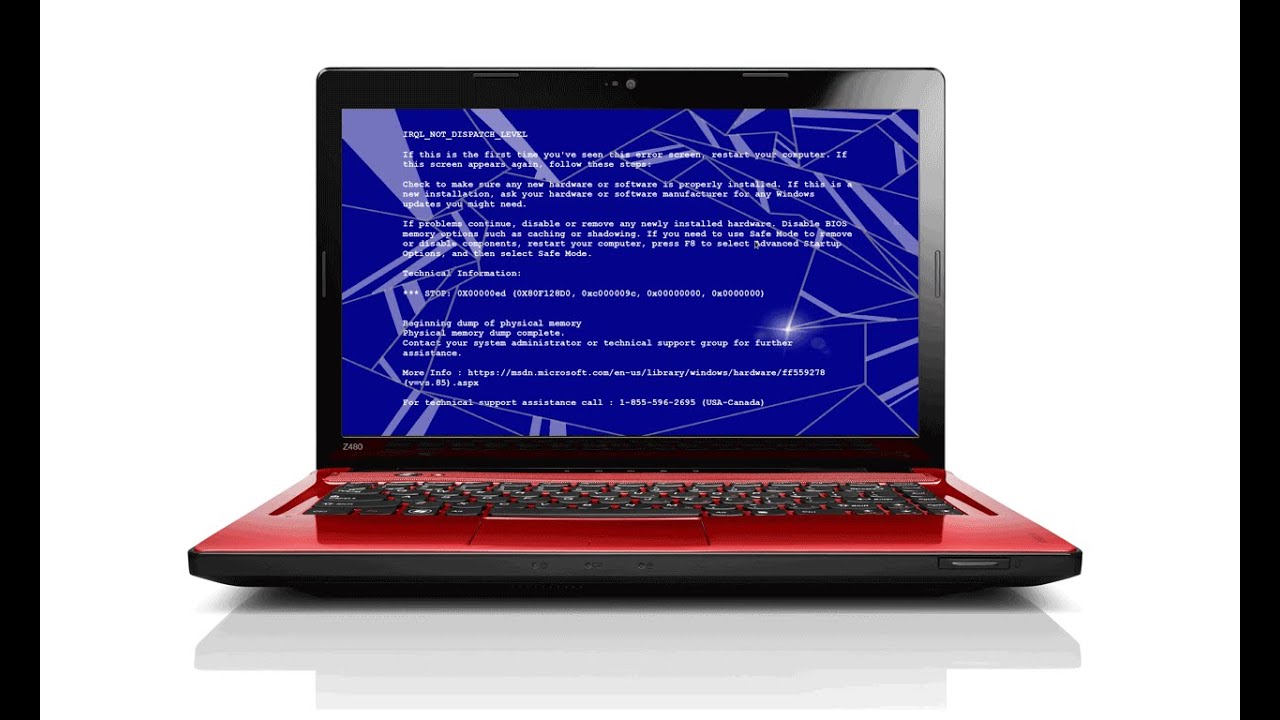 IRQL_NOT_DISPATCH_LEVEL
If this is the first time you've seen this error screen, restart your computer. If
this screen appears again, follow these steps:
Check to make sure any new hardware or software is properly installed. If this is a
new installation, ask your hardware or software manufacturer for any Windows
updates you might need.
If problems continue, disable or remove any newly installed hardware. Disable BIOS
memory options such as caching or shadowing. If you need to use Safe Mode to remove
or disable components, restart your computer, press F8 to select Advanced Startup
Options, and then select Safe Mode.
Technical Information:
*** STOP: 0X00000ed (0X80F128D0, 0xc000009c, 0x00000000, 0x0000000)
Beginning dump of physical memory
Physical memory dump complete.
Contact your system administrator or technical support group for further
assistance.
More Info : https://msdn.microsoft.com/en-us/library/windows/hardware/ff559278
(v=vs.85).aspx
For technical support assistance call : 1-855-596-2695 (USA-Canada)
Z480